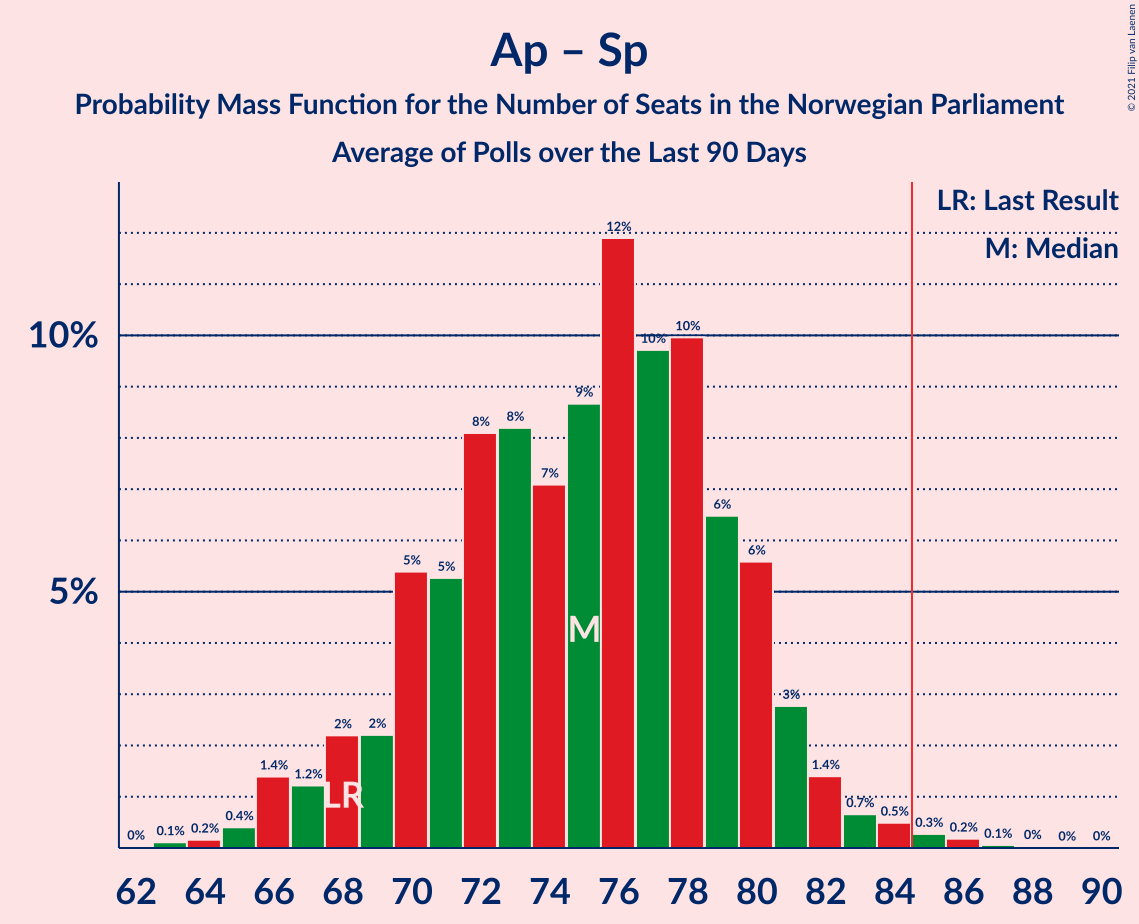 Ap – Sp
Probability Mass Function for the Number of Seats in the Norwegian Parliament
Average of Polls over the Last 90 Days
© 2021 Filip van Laenen
LR: Last Result
M: Median
10%
5%
0% 0.1% 0.2% 0.4% 1.4% 1.2% 2% 2% 5% 5% 8% 8% 7% 9% 12% 10% 10% 6% 6% 3% 1.4% 0.7% 0.5% 0.3% 0.2% 0.1% 0% 0% 0%
LR
M
62 64 66 68 70 72 74 76 78 80 82 84 86 88 90